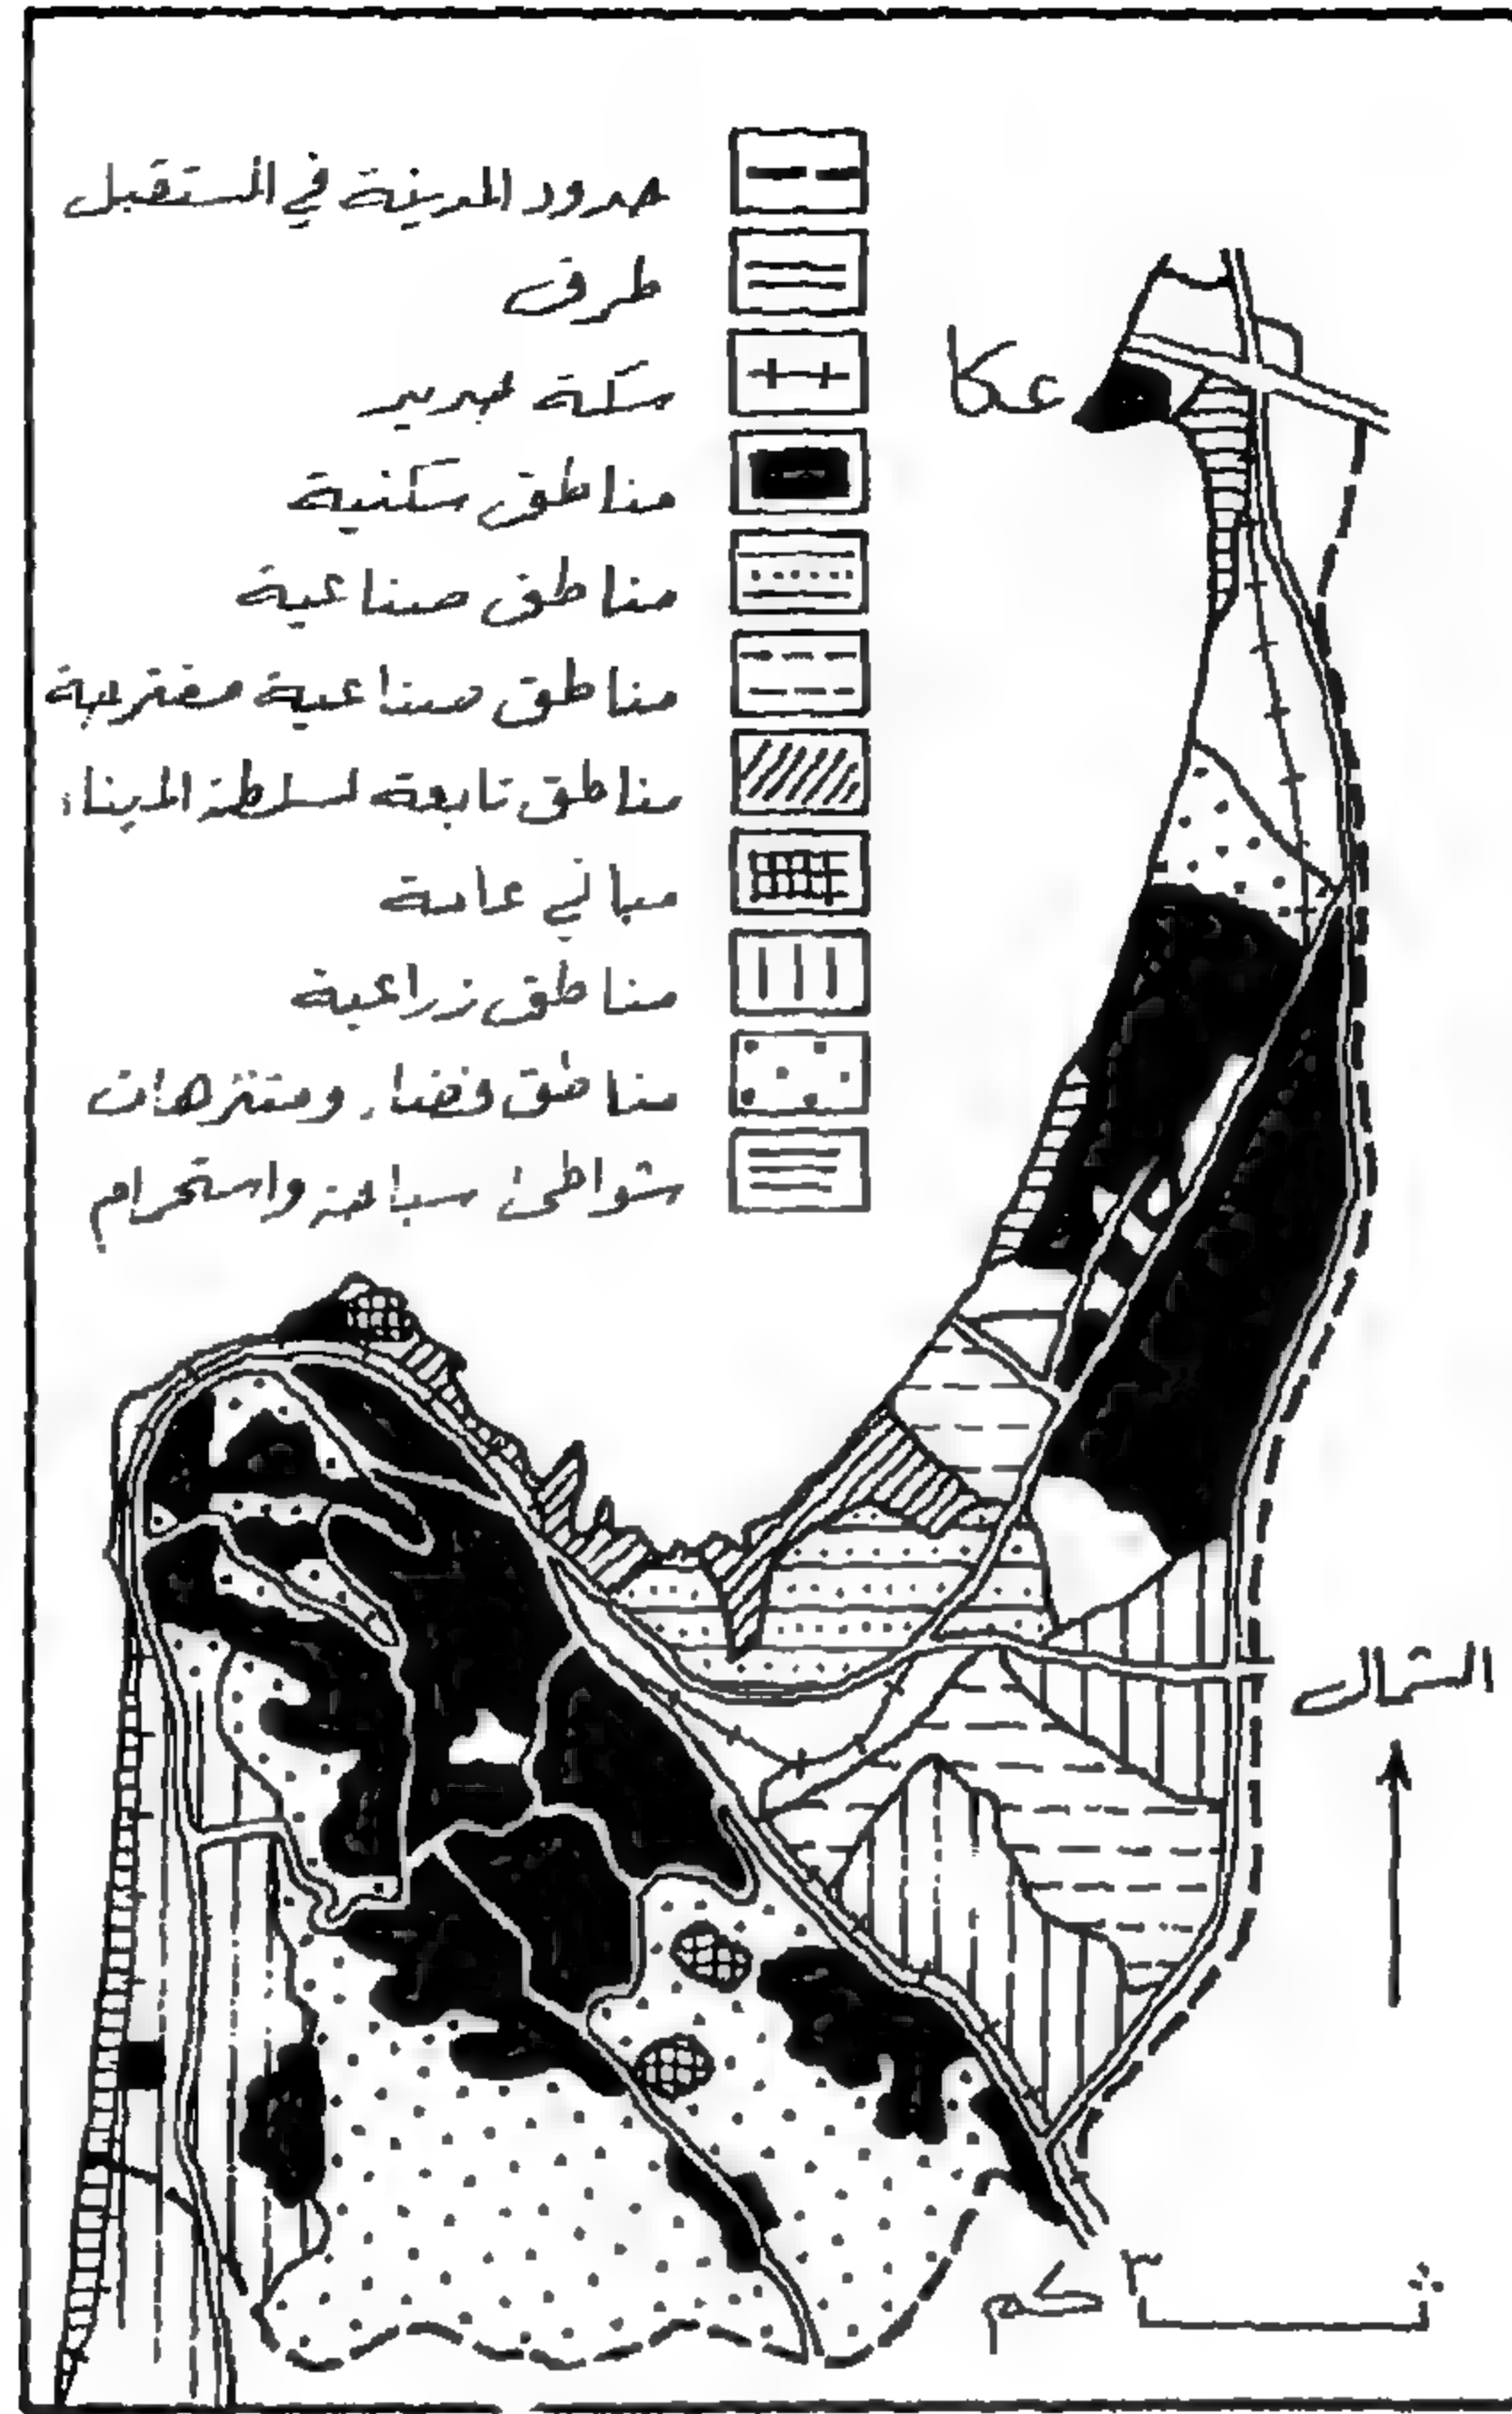 حدود المدينة في المستقبل
طرق
سكة حديد
مناطق سكنية
مناطق صناعية
مناطق صناعية مقترحة
مناطق تابعة لسلطة الميناء
مباني عامة
مناطق زراعية
مناطق فضاء ومتنزهات
شواطئ سباحة واستحمام
عكا
الشمال
٣ كم